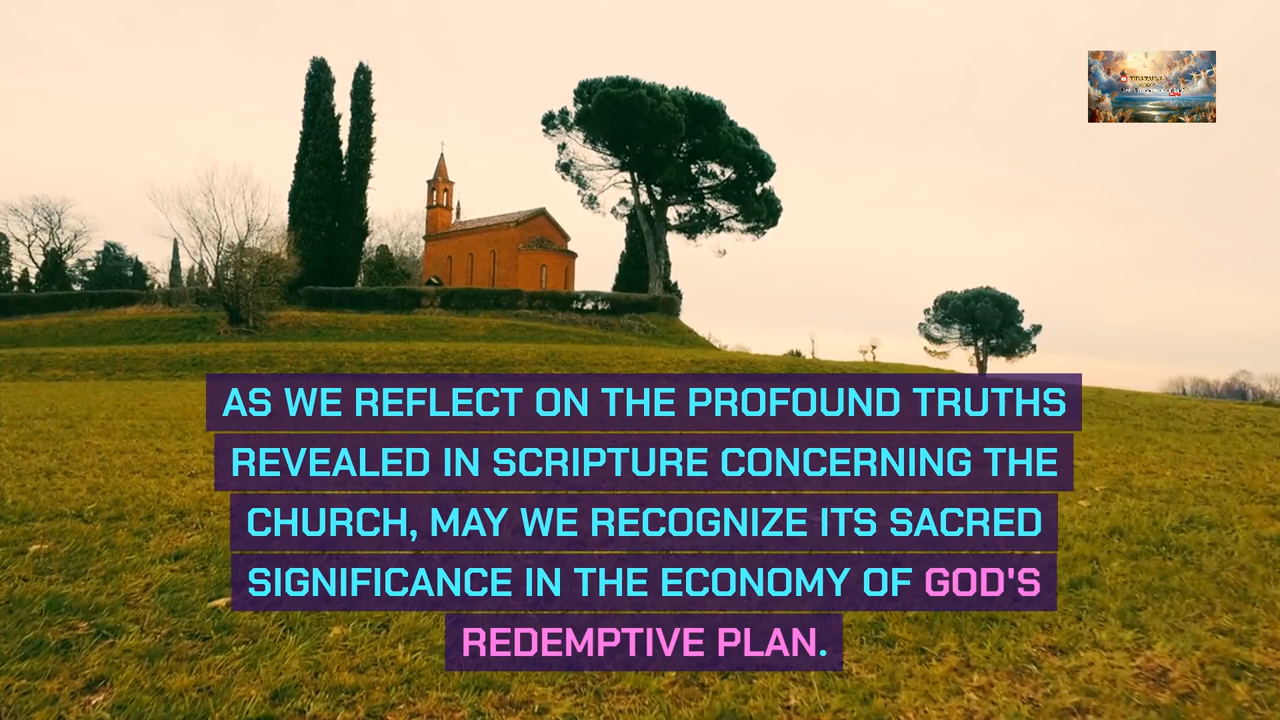 AS WE REFLECT ON THE PROFOUND TRUTHS
REVEALED IN SCRIPTURE CONCERNING THE
CHURCH, MAY WE RECOGNIZE ITS SACRED
SIGNIFICANCE IN THE ECONOMY OF GOD'S
REDEMPTIVE PLAN.